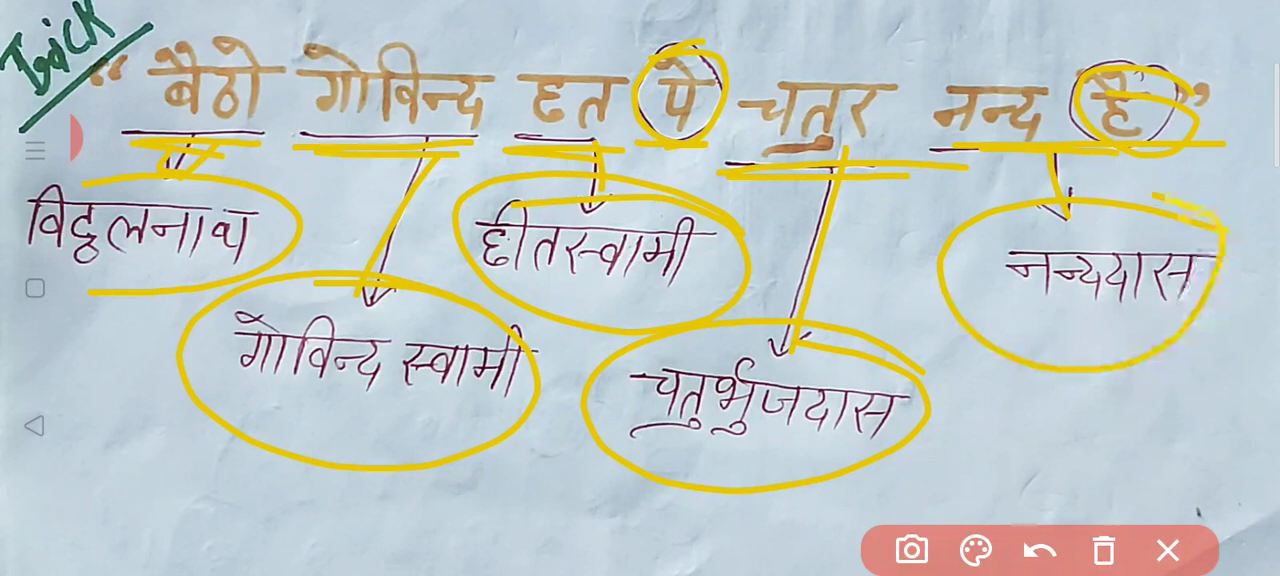 Trick
“ बैठो गोविन्द छत पे चतुर नन्द है ”
विट्ठलनाथ
छीतस्वामी
नन्ददास
गोविन्द स्वामी
चतुर्भुजदास